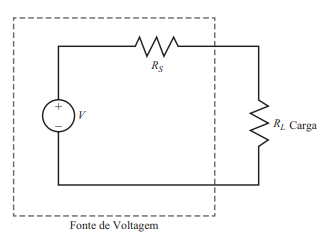 R_S
+
V
−
R_L Carga
Fonte de Voltagem